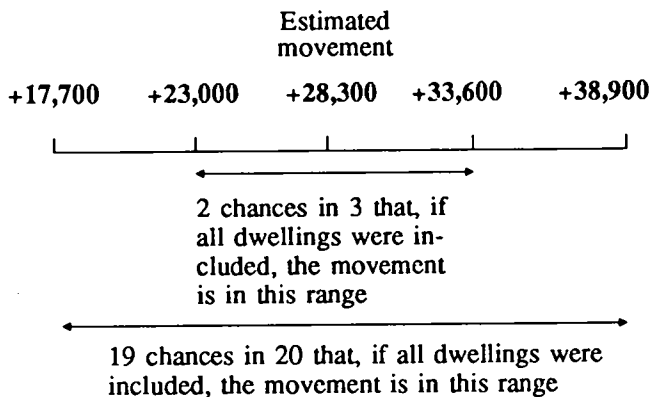 Estimated
movement
+17,700 +23,000 +28,300 +33,600 +38,900
2 chances in 3 that, if
all dwellings were in-
cluded, the movement
is in this range
19 chances in 20 that, if all dwellings were
included, the movement is in this range